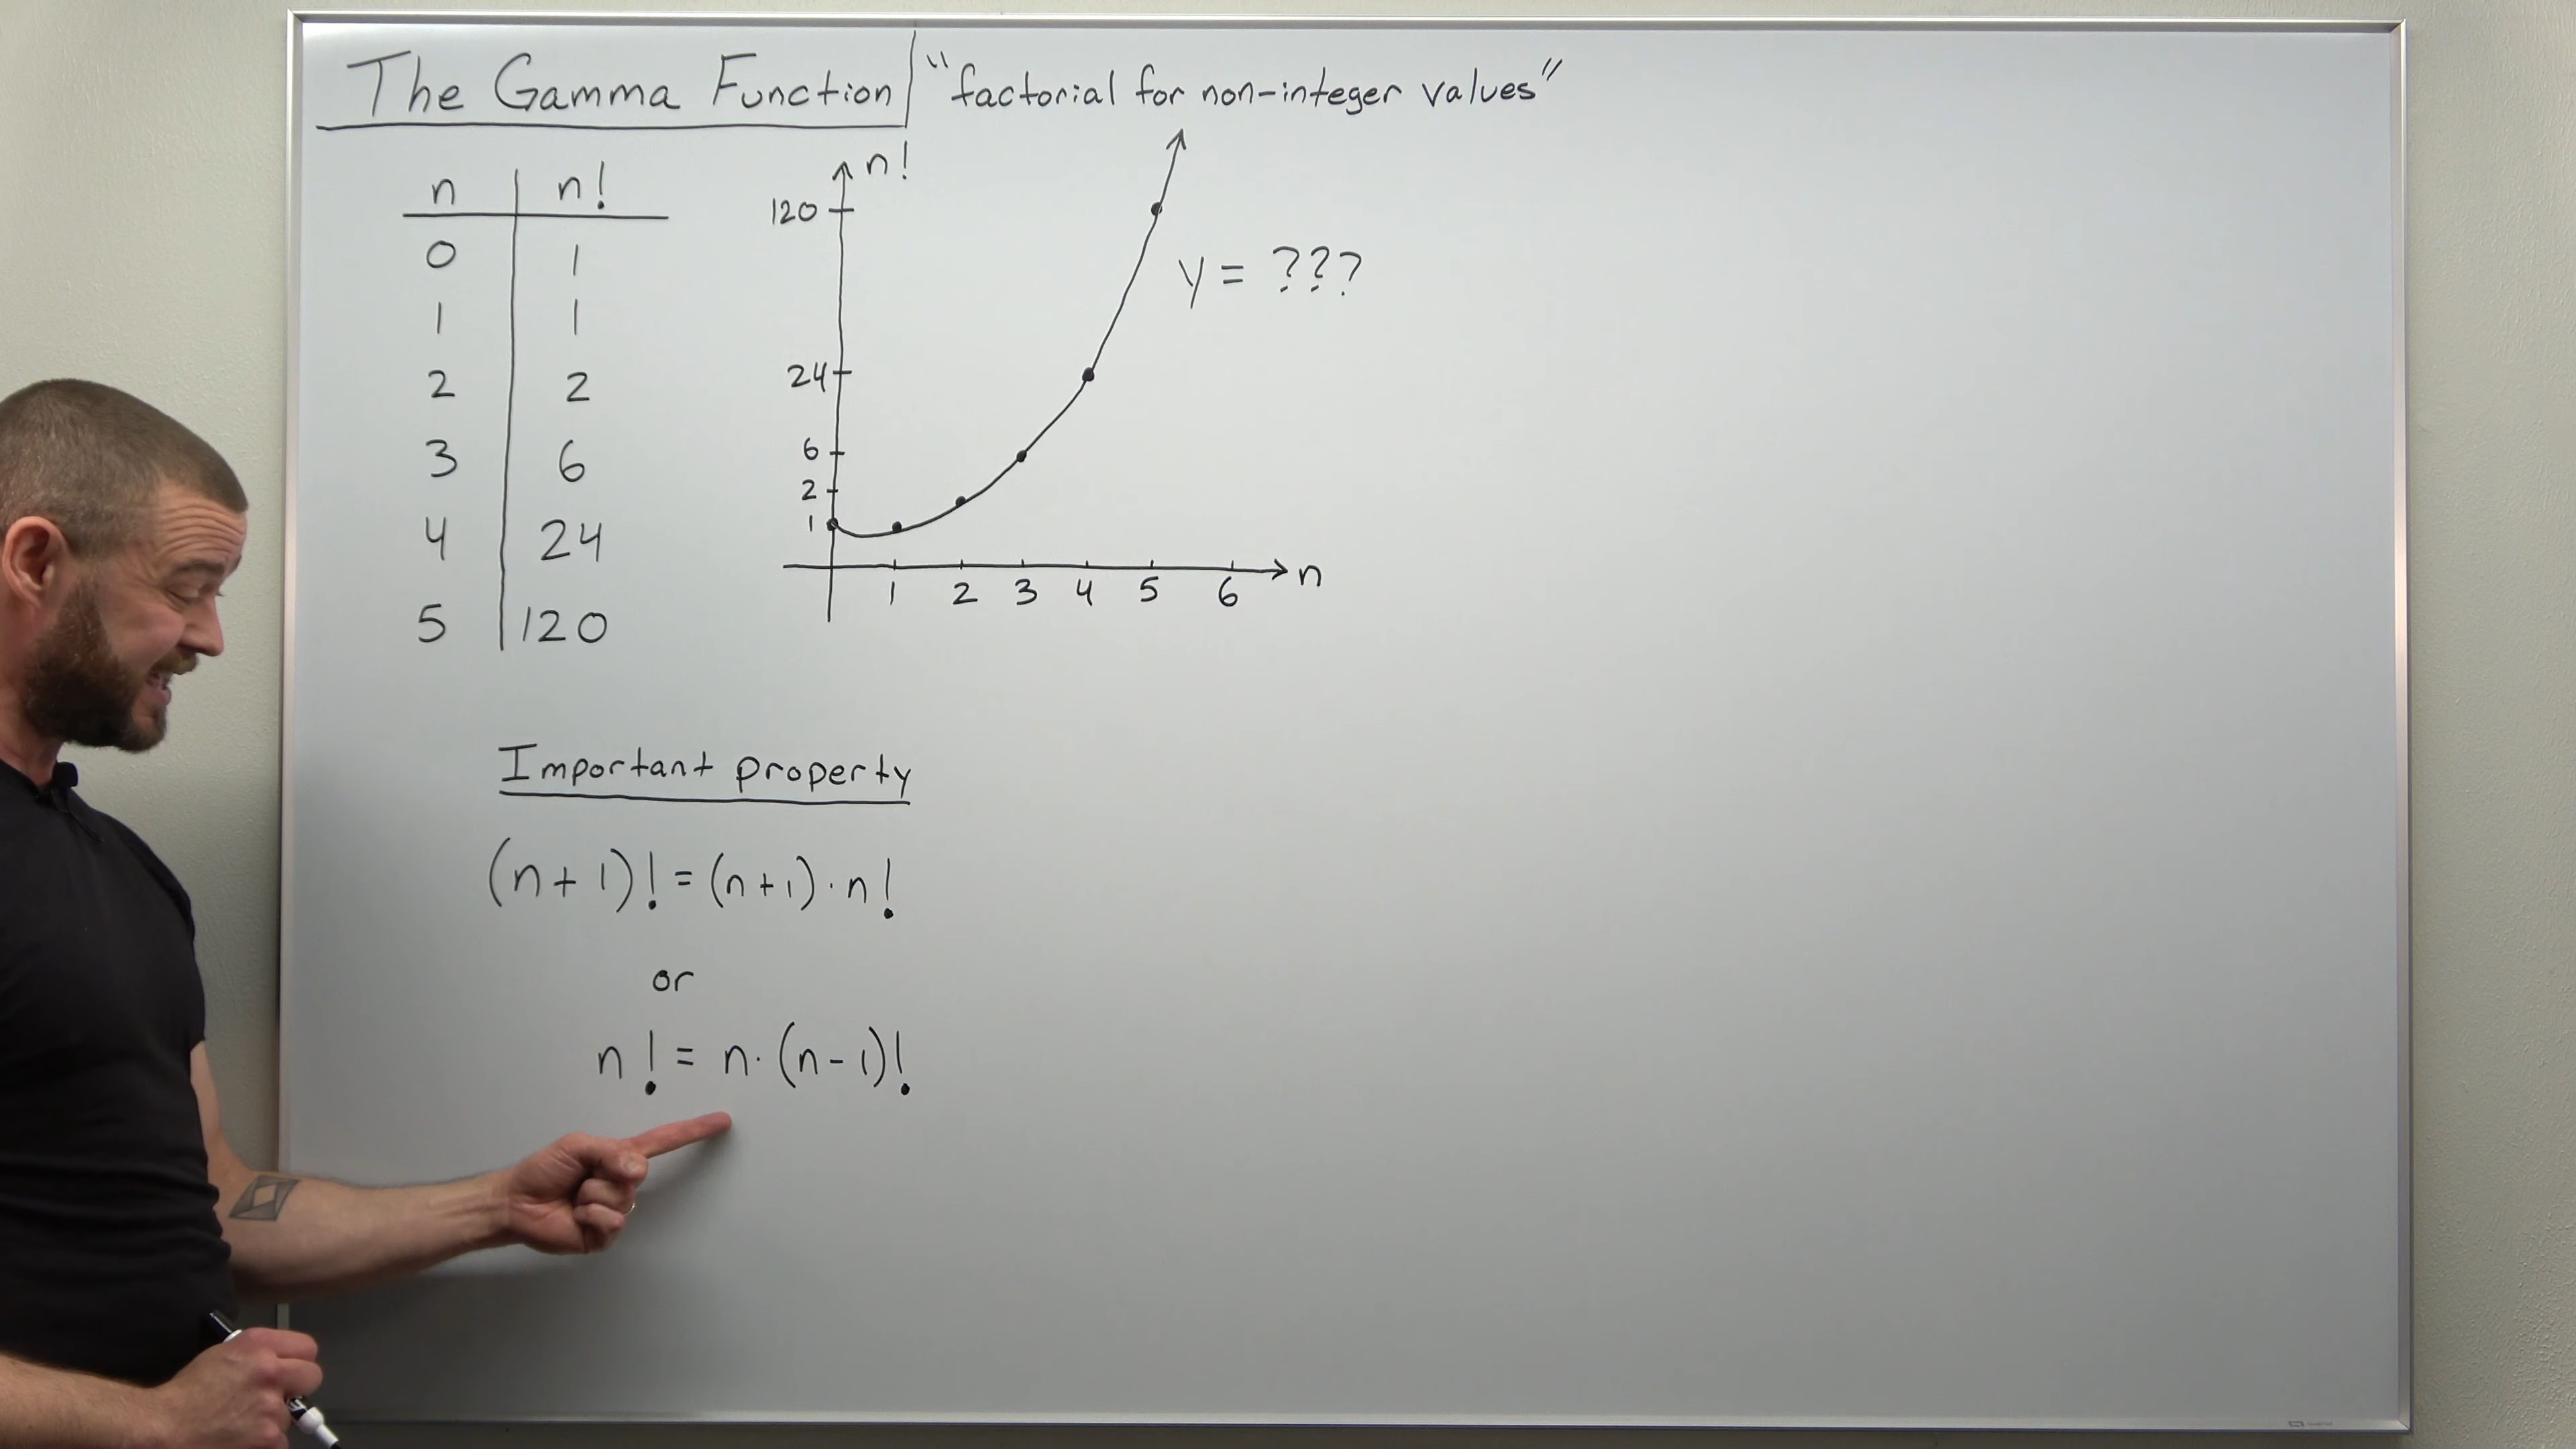 The Gamma Function "factorial for non-integer values"
n n!
0 1
1 1
2 2
3 6
4 24
5 120
n!
120
24
6
2
1
y = ???
1 2 3 4 5 6 n
Important property
(n+1)! = (n+1)·n!
or
n! = n·(n-1)!